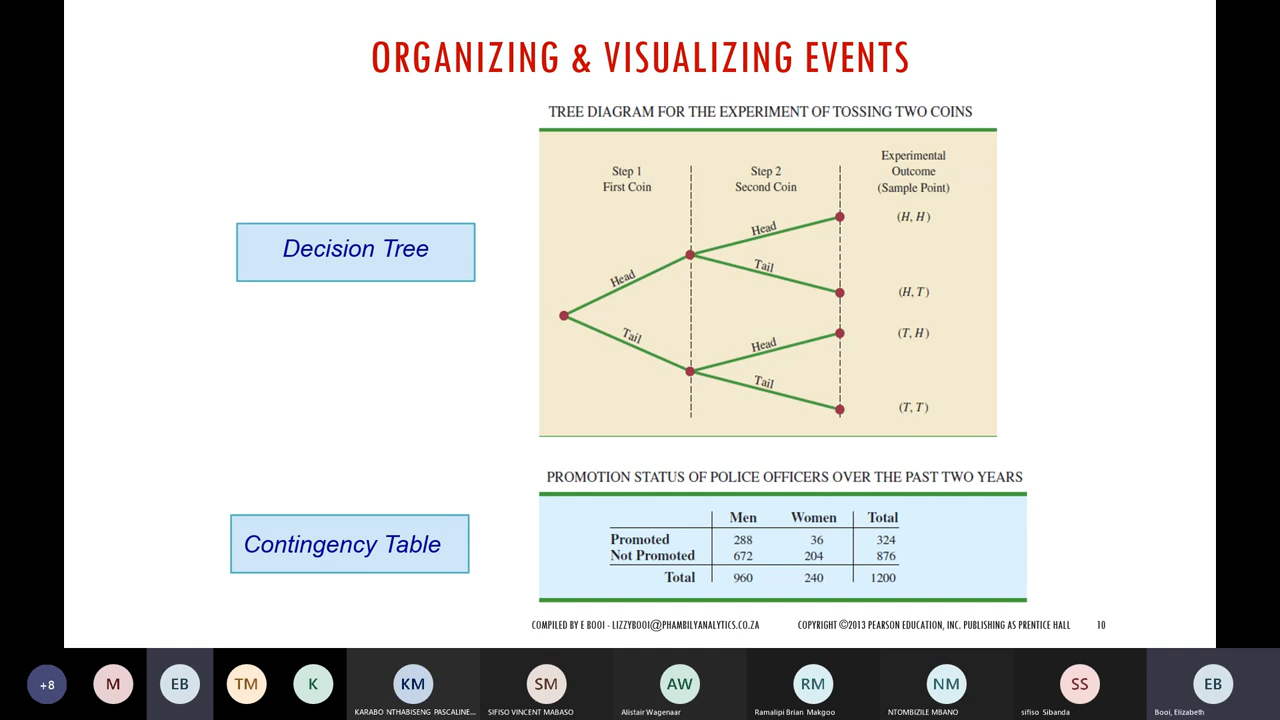 ORGANIZING & VISUALIZING EVENTS
TREE DIAGRAM FOR THE EXPERIMENT OF TOSSING TWO COINS
Step 1
First Coin
Step 2
Second Coin
Experimental
Outcome
(Sample Point)
Head
Tail
Head
Tail
Head
Tail
(H, H)
(H, T)
(T, H)
(T, T)
Decision Tree
PROMOTION STATUS OF POLICE OFFICERS OVER THE PAST TWO YEARS
Men Women Total
Promoted 288 36 324
Not Promoted 672 204 876
Total 960 240 1200
Contingency Table
COMPILED BY E BOOI - LIZZYBOOI@PHAMBILYANALYTICS.CO.ZA COPYRIGHT ©2013 PEARSON EDUCATION, INC. PUBLISHING AS PRENTICE HALL 10
+8 M EB TM K KM SM AW RM NM SS EB
KARABO NTHABISENG PASCALINE... SIFISO VINCENT MABASO Alistair Wagenaar Ramalipi Brian Makgoo NTOMBIZILE MBANO sifiso Sibanda Booi, Elizabeth